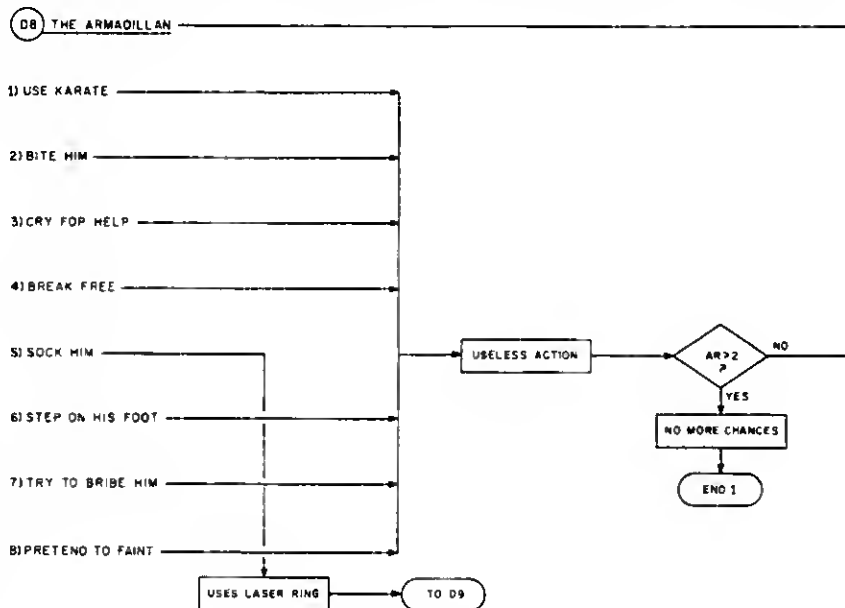 D8 THE ARMADILLAN
1) USE KARATE
2) BITE HIM
3) CRY FOP HELP
4) BREAK FREE
5) SOCK HIM
USELESS ACTION
AR>2
?
NO
YES
6) STEP ON HIS FOOT
NO MORE CHANCES
7) TRY TO BRIBE HIM
END 1
8) PRETEND TO FAINT
USES LASER RING
TO D9